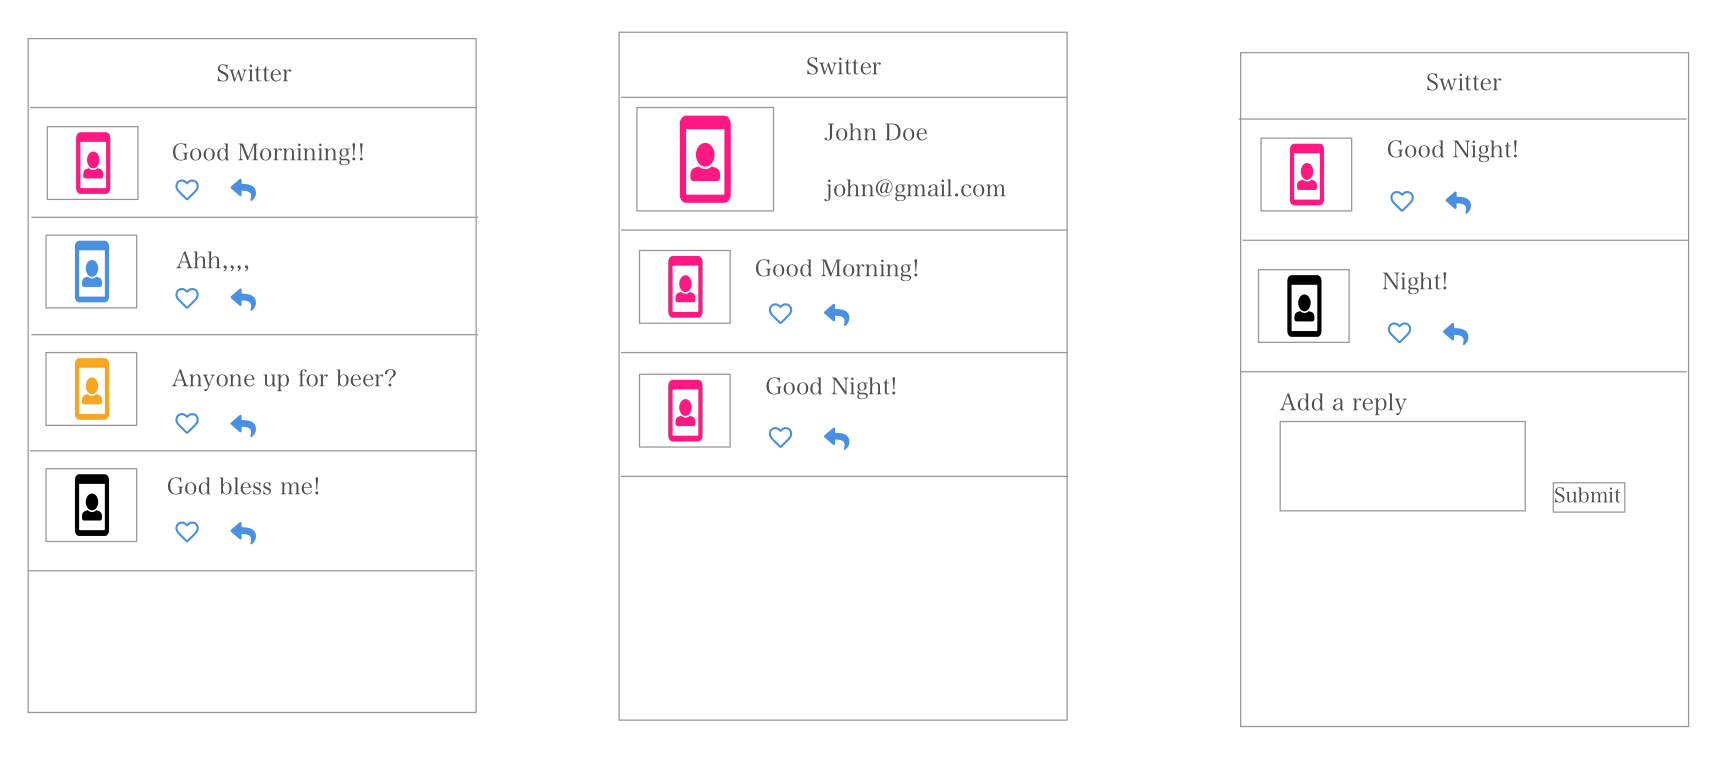 Switter
Good Mornining!!
Ahh,,,,
Anyone up for beer?
God bless me!
Switter
John Doe
john@gmail.com
Good Morning!
Good Night!
Switter
Good Night!
Night!
Add a reply
Submit